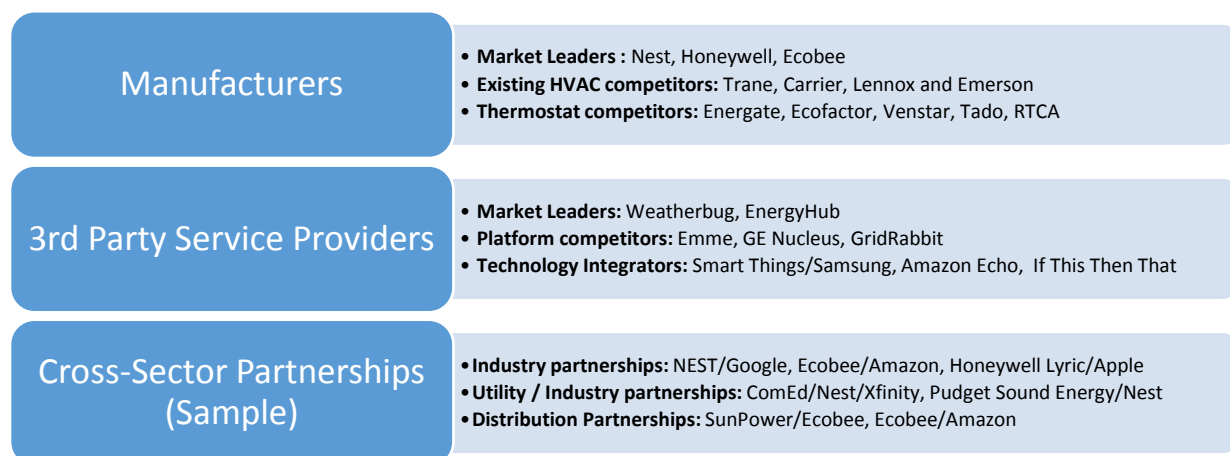 Manufacturers
• Market Leaders : Nest, Honeywell, Ecobee
• Existing HVAC competitors: Trane, Carrier, Lennox and Emerson
• Thermostat competitors: Energate, Ecofactor, Venstar, Tado, RTCA
3rd Party Service Providers
• Market Leaders: Weatherbug, EnergyHub
• Platform competitors: Emme, GE Nucleus, GridRabbit
• Technology Integrators: Smart Things/Samsung, Amazon Echo, If This Then That
Cross-Sector Partnerships
(Sample)
• Industry partnerships: NEST/Google, Ecobee/Amazon, Honeywell Lyric/Apple
• Utility / Industry partnerships: ComEd/Nest/Xfinity, Pudget Sound Energy/Nest
• Distribution Partnerships: SunPower/Ecobee, Ecobee/Amazon